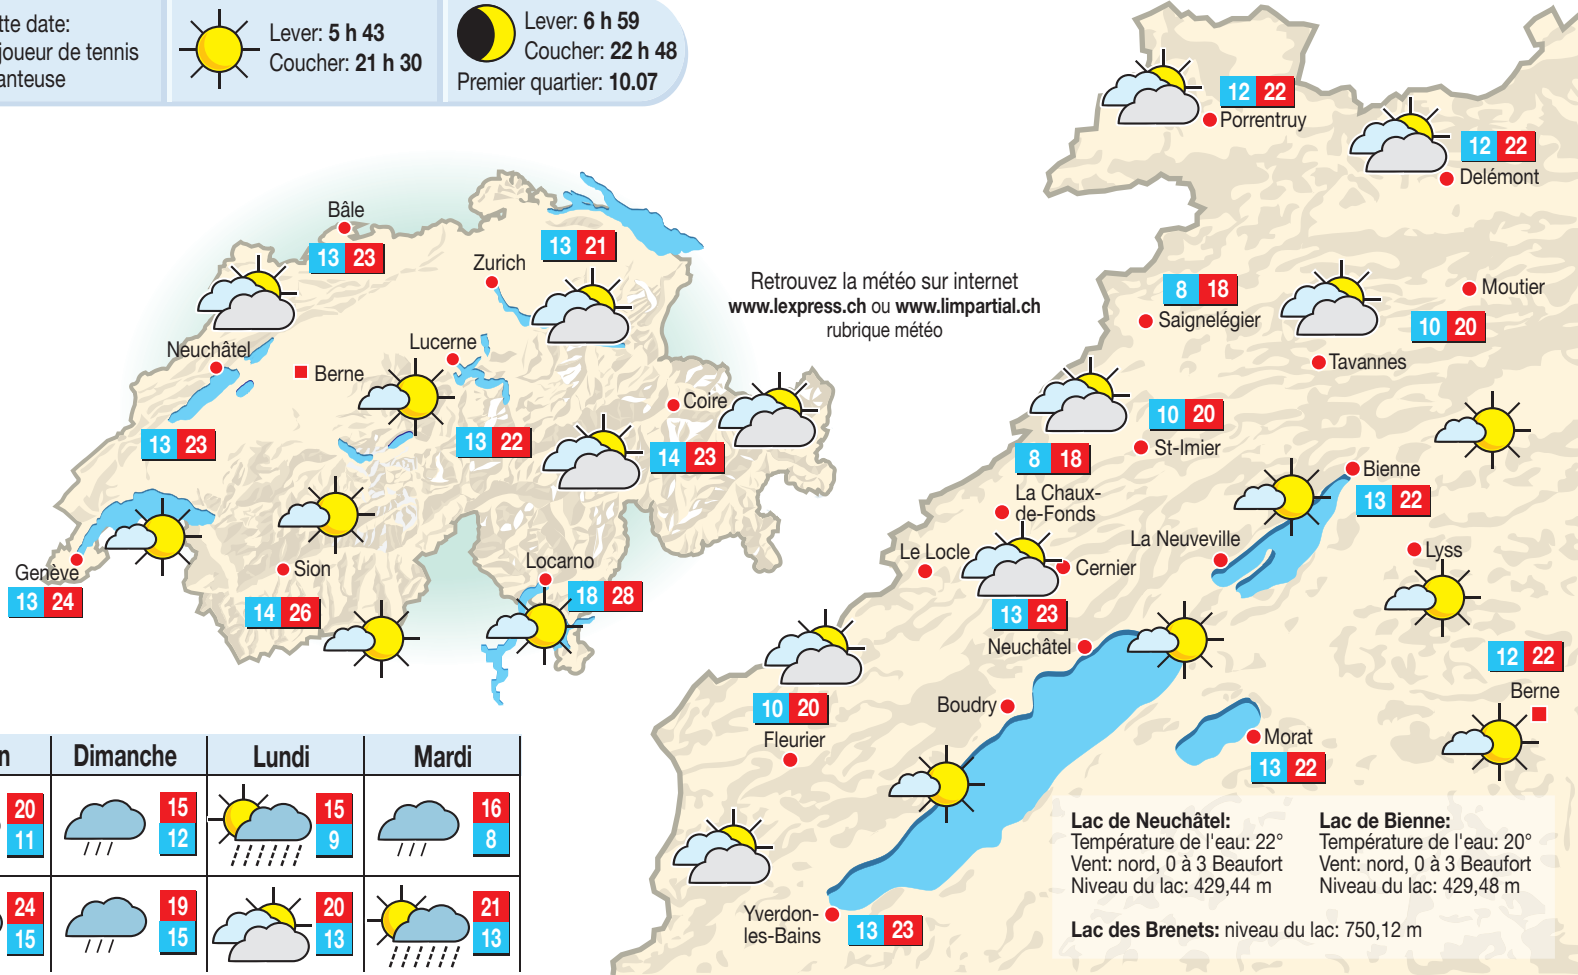 tte date:
joueur de tennis
anteuse
Lever: 5 h 43
Coucher: 21 h 30
Lever: 6 h 59
Coucher: 22 h 48
Premier quartier: 10.07
Bâle
13 23
Zurich
13 21
Neuchâtel
13 23
Berne
Lucerne
13 22
Coire
14 23
Genève
13 24
Sion
14 26
Locarno
18 28
Retrouvez la météo sur internet
www.lexpress.ch ou www.limpartial.ch
rubrique météo
12 22
Porrentruy
12 22
Delémont
8 18
Saignelégier
Moutier
10 20
Tavannes
10 20
St-Imier
8 18
La Chaux-
de-Fonds
Bienne
13 22
La Neuveville
Lyss
Le Locle
Cernier
13 23
Neuchâtel
12 22
Berne
10 20
Fleurier
Boudry
Morat
13 22
Yverdon-
les-Bains
13 23
n
Dimanche
Lundi
Mardi
20
11
15
12
15
9
16
8
24
15
19
15
20
13
21
13
Lac de Neuchâtel:
Température de l'eau: 22°
Vent: nord, 0 à 3 Beaufort
Niveau du lac: 429,44 m
Lac de Bienne:
Température de l'eau: 20°
Vent: nord, 0 à 3 Beaufort
Niveau du lac: 429,48 m
Lac des Brenets: niveau du lac: 750,12 m